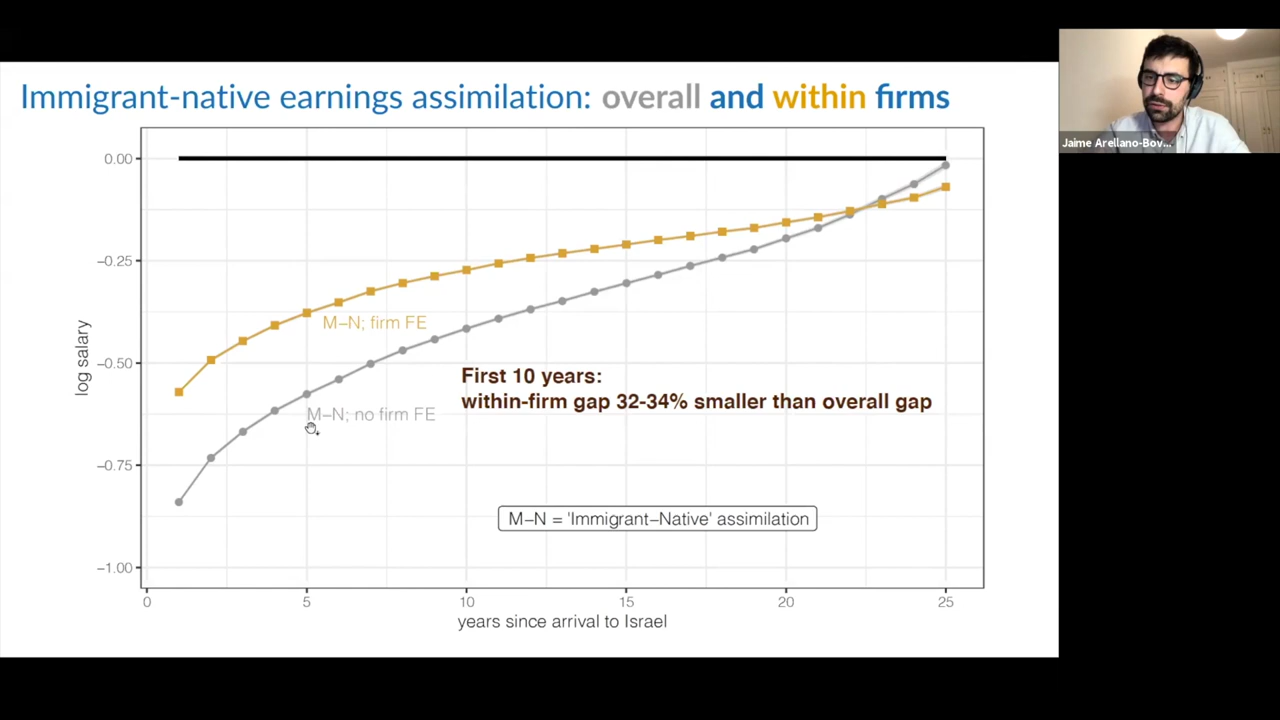 Immigrant-native earnings assimilation: overall and within firms
Jaime Arellano-Bov...
0.00
−0.25
−0.50
−0.75
−1.00
log salary
M−N; firm FE
First 10 years:
within-firm gap 32-34% smaller than overall gap
M−N; no firm FE
M−N = 'Immigrant−Native' assimilation
0 5 10 15 20 25
years since arrival to Israel